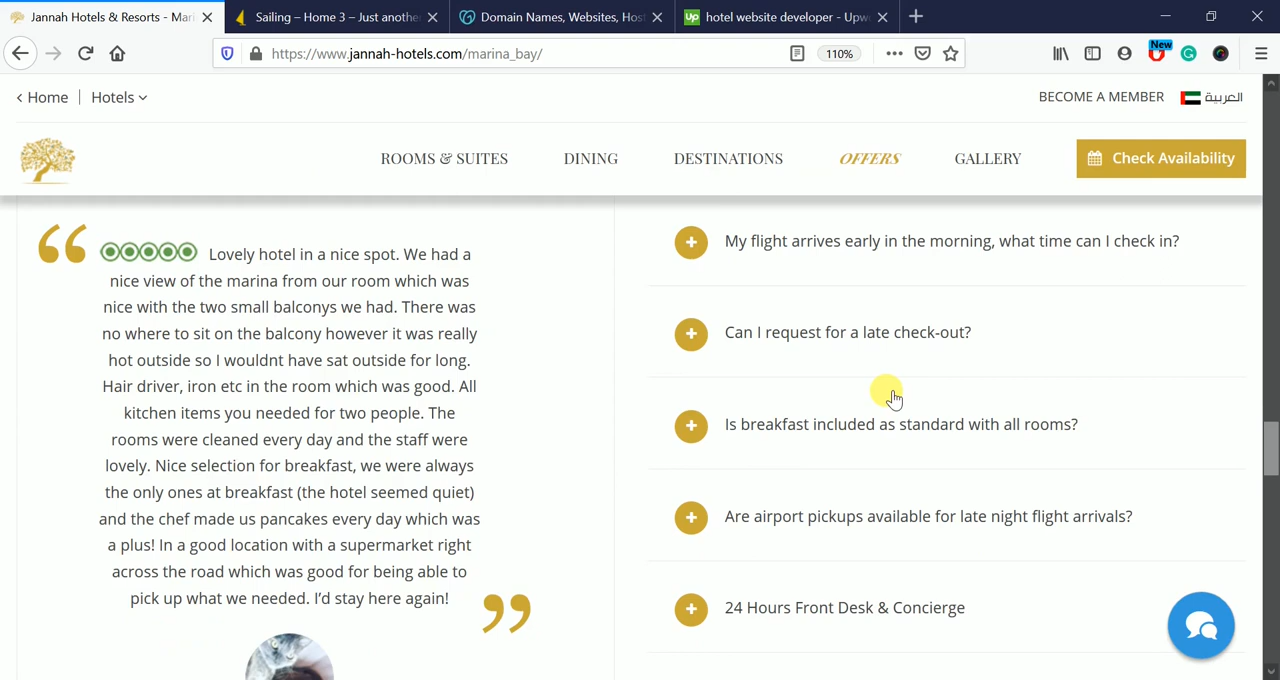 Jannah Hotels & Resorts - Mari
Sailing – Home 3 – Just anothe
Domain Names, Websites, Hos
hotel website developer - Upw
https://www.jannah-hotels.com/marina_bay/
110%
New
Home
Hotels
BECOME A MEMBER
العربية
ROOMS & SUITES
DINING
DESTINATIONS
OFFERS
GALLERY
Check Availability
Lovely hotel in a nice spot. We had a
nice view of the marina from our room which was
nice with the two small balconys we had. There was
no where to sit on the balcony however it was really
hot outside so I wouldnt have sat outside for long.
Hair driver, iron etc in the room which was good. All
kitchen items you needed for two people. The
rooms were cleaned every day and the staff were
lovely. Nice selection for breakfast, we were always
the only ones at breakfast (the hotel seemed quiet)
and the chef made us pancakes every day which was
a plus! In a good location with a supermarket right
across the road which was good for being able to
pick up what we needed. I'd stay here again!
My flight arrives early in the morning, what time can I check in?
Can I request for a late check-out?
Is breakfast included as standard with all rooms?
Are airport pickups available for late night flight arrivals?
24 Hours Front Desk & Concierge